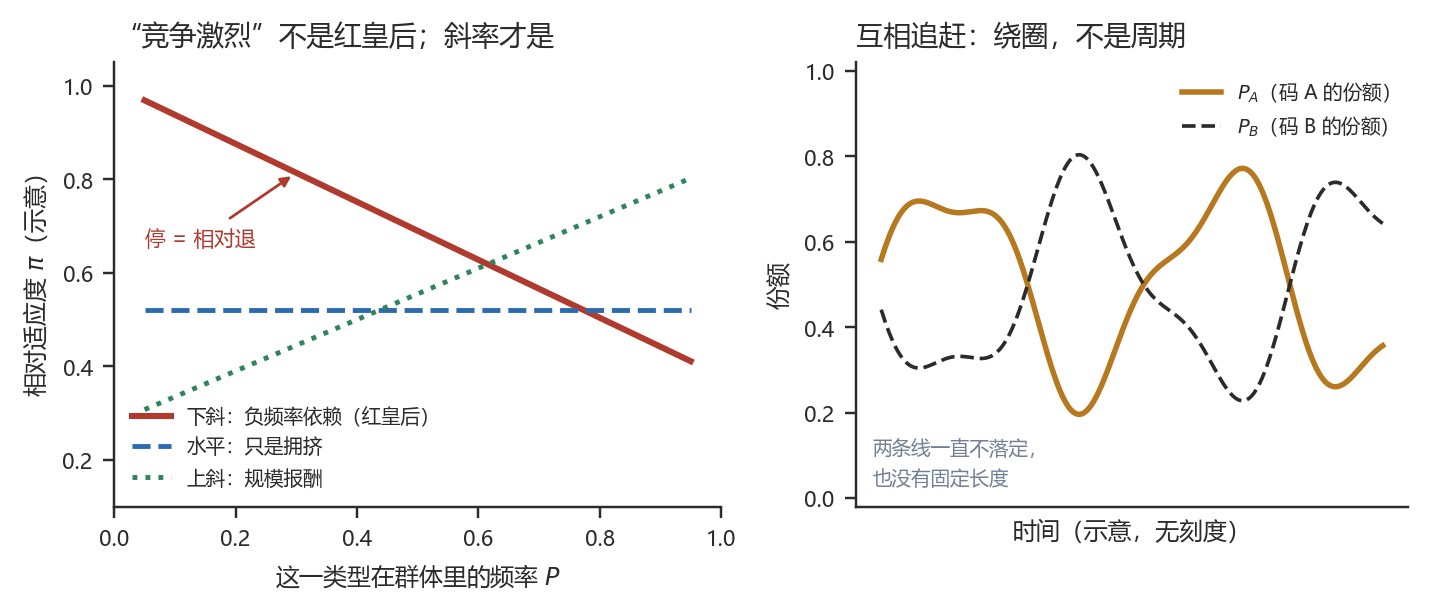 “竞争激烈”不是红皇后；斜率才是
1.0
0.8
0.6
0.4
0.2
相对适应度 π（示意）
停 = 相对退
下斜：负频率依赖（红皇后）
水平：只是拥挤
上斜：规模报酬
0.0
0.2
0.4
0.6
0.8
1.0
这一类型在群体里的频率 P
互相追赶：绕圈，不是周期
1.0
0.8
0.6
0.4
0.2
0.0
份额
P_A（码 A 的份额）
P_B（码 B 的份额）
两条线一直不落定，
也没有固定长度
时间（示意，无刻度）